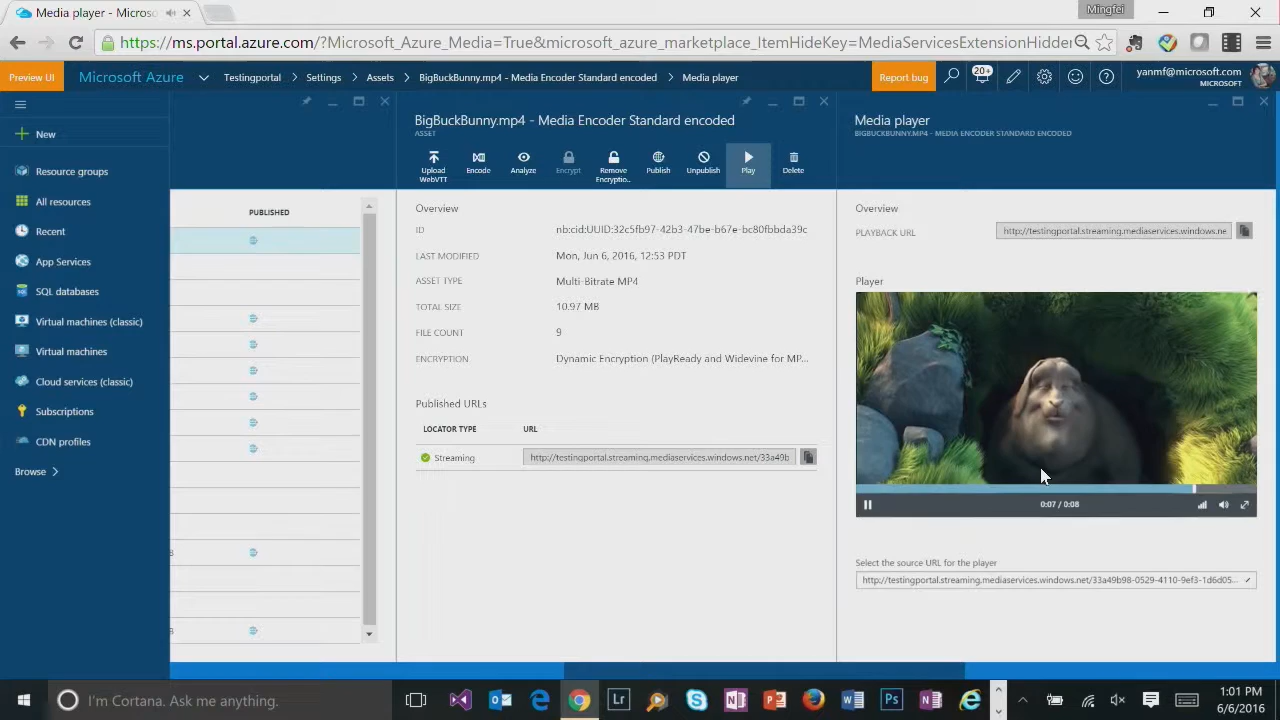 Media player - Microso
Mingfei
https://ms.portal.azure.com/?Microsoft_Azure_Media=True&microsoft_azure_marketplace_ItemHideKey=MediaServicesExtensionHidden
Preview UI
Microsoft Azure
Testingportal
Settings
Assets
BigBuckBunny.mp4 - Media Encoder Standard encoded
Media player
Report bug
20+
yanmf@microsoft.com
MICROSOFT
New
Resource groups
All resources
Recent
App Services
SQL databases
Virtual machines (classic)
Virtual machines
Cloud services (classic)
Subscriptions
CDN profiles
Browse
PUBLISHED
BigBuckBunny.mp4 - Media Encoder Standard encoded
ASSET
Upload WebVTT
Encode
Analyze
Encrypt
Remove Encryptio...
Publish
Unpublish
Play
Delete
Overview
ID nb:cid:UUID:32c5fb97-42b3-47be-b67e-bc80fbbda39c
LAST MODIFIED Mon, Jun 6, 2016, 12:53 PDT
ASSET TYPE Multi-Bitrate MP4
TOTAL SIZE 10.97 MB
FILE COUNT 9
ENCRYPTION Dynamic Encryption (PlayReady and Widevine for MP...
Published URLs
LOCATOR TYPE URL
Streaming http://testingportal.streaming.mediaservices.windows.net/33a49b
Media player
BIGBUCKBUNNY.MP4 - MEDIA ENCODER STANDARD ENCODED
Overview
PLAYBACK URL http://testingportal.streaming.mediaservices.windows.ne
Player
0:07 / 0:08
Select the source URL for the player
http://testingportal.streaming.mediaservices.windows.net/33a49b98-0529-4110-9ef3-1d6d05...
I'm Cortana. Ask me anything.
1:01 PM
6/6/2016